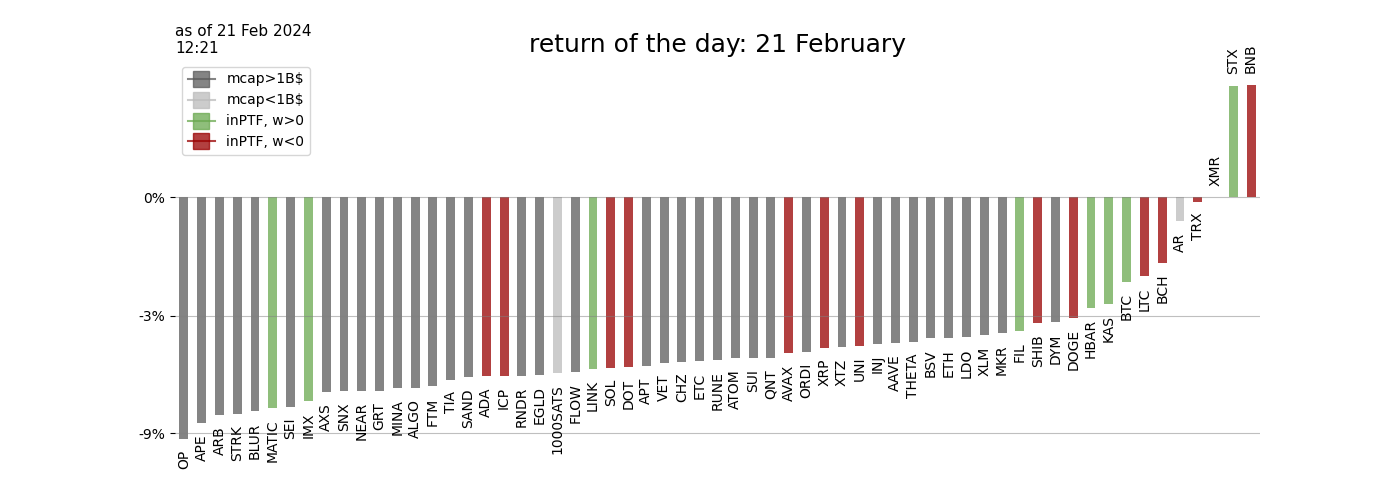 as of 21 Feb 2024
12:21
return of the day: 21 February
mcap>1B$
mcap<1B$
inPTF, w>0
inPTF, w<0
0%
-3%
-9%
OP
APE
ARB
STRK
BLUR
MATIC
SEI
IMX
AXS
SNX
NEAR
GRT
MINA
ALGO
FTM
TIA
SAND
ADA
ICP
RNDR
EGLD
1000SATS
FLOW
LINK
SOL
DOT
APT
VET
CHZ
ETC
RUNE
ATOM
SUI
QNT
AVAX
ORDI
XRP
XTZ
UNI
INJ
AAVE
THETA
BSV
ETH
LDO
XLM
MKR
FIL
SHIB
DYM
DOGE
HBAR
KAS
BTC
LTC
BCH
AR
TRX
XMR
STX
BNB